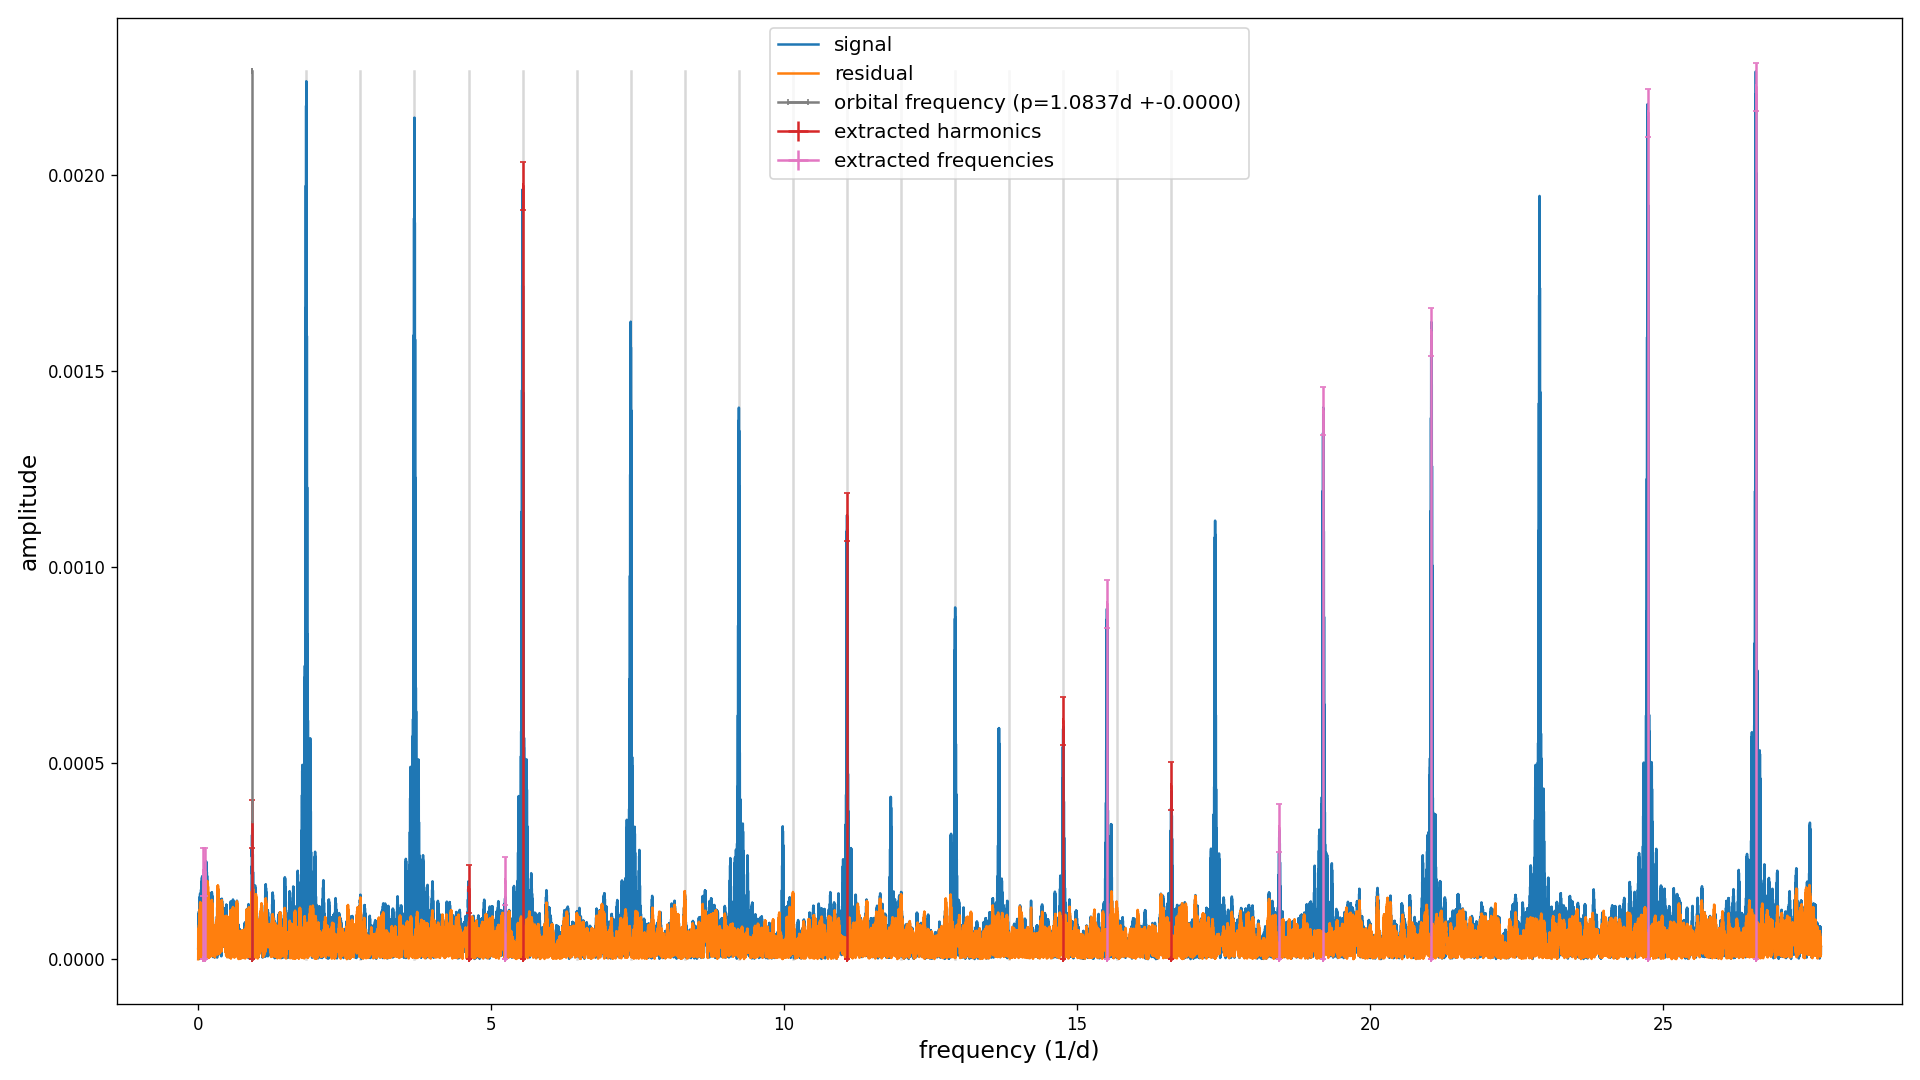 signal
residual
orbital frequency (p=1.0837d +-0.0000)
extracted harmonics
extracted frequencies
amplitude
0.0020
0.0015
0.0010
0.0005
0.0000
0 5 10 15 20 25
frequency (1/d)